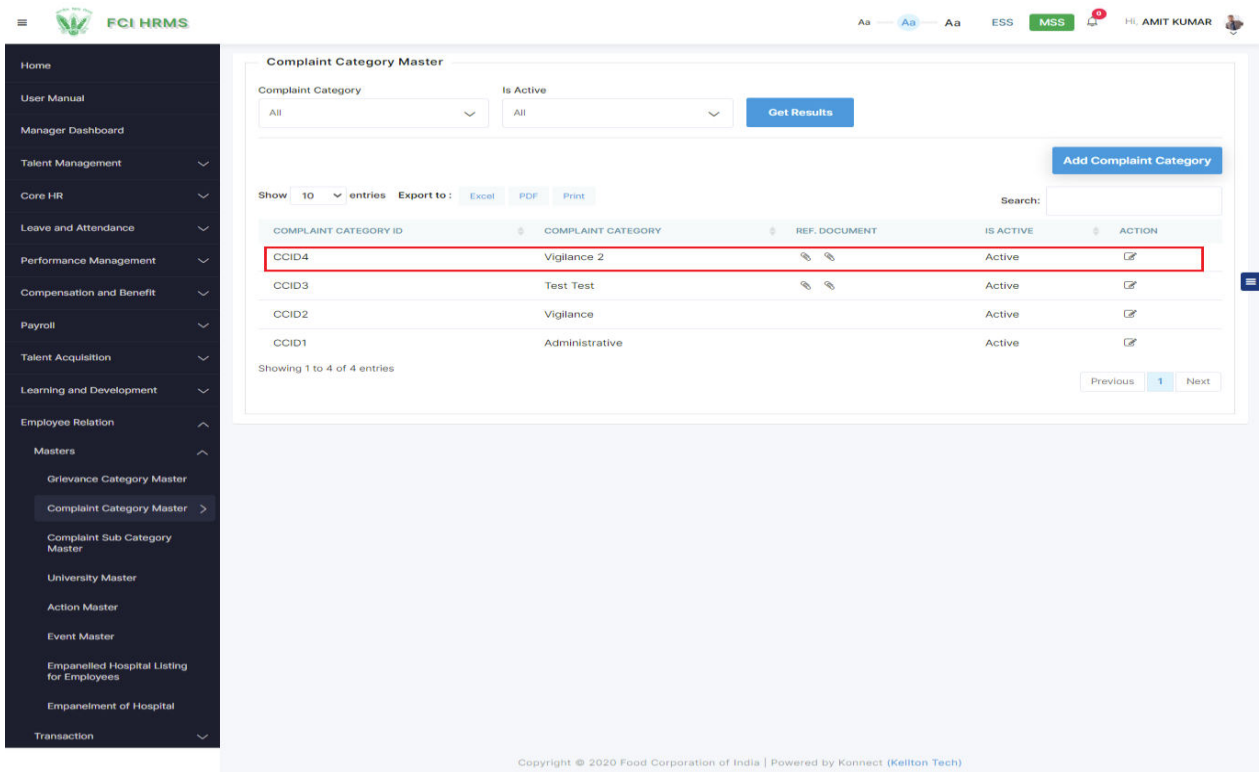 FCI HRMS
Aa Aa Aa ESS MSS 0 Hi, AMIT KUMAR
Home
User Manual
Manager Dashboard
Talent Management
Core HR
Leave and Attendance
Performance Management
Compensation and Benefit
Payroll
Talent Acquisition
Learning and Development
Employee Relation
Masters
Grievance Category Master
Complaint Category Master
Complaint Sub Category
Master
University Master
Action Master
Event Master
Empanelled Hospital Listing
for Employees
Empanelment of Hospital
Transaction
Complaint Category Master
Complaint Category Is Active
All All Get Results
Add Complaint Category
Show 10 entries Export to : Excel PDF Print Search:
COMPLAINT CATEGORY ID COMPLAINT CATEGORY REF. DOCUMENT IS ACTIVE ACTION
CCID4 Vigilance 2 Active
CCID3 Test Test Active
CCID2 Vigilance Active
CCID1 Administrative Active
Showing 1 to 4 of 4 entries
Previous 1 Next
Copyright © 2020 Food Corporation of India | Powered by Konnect (Kellton Tech)